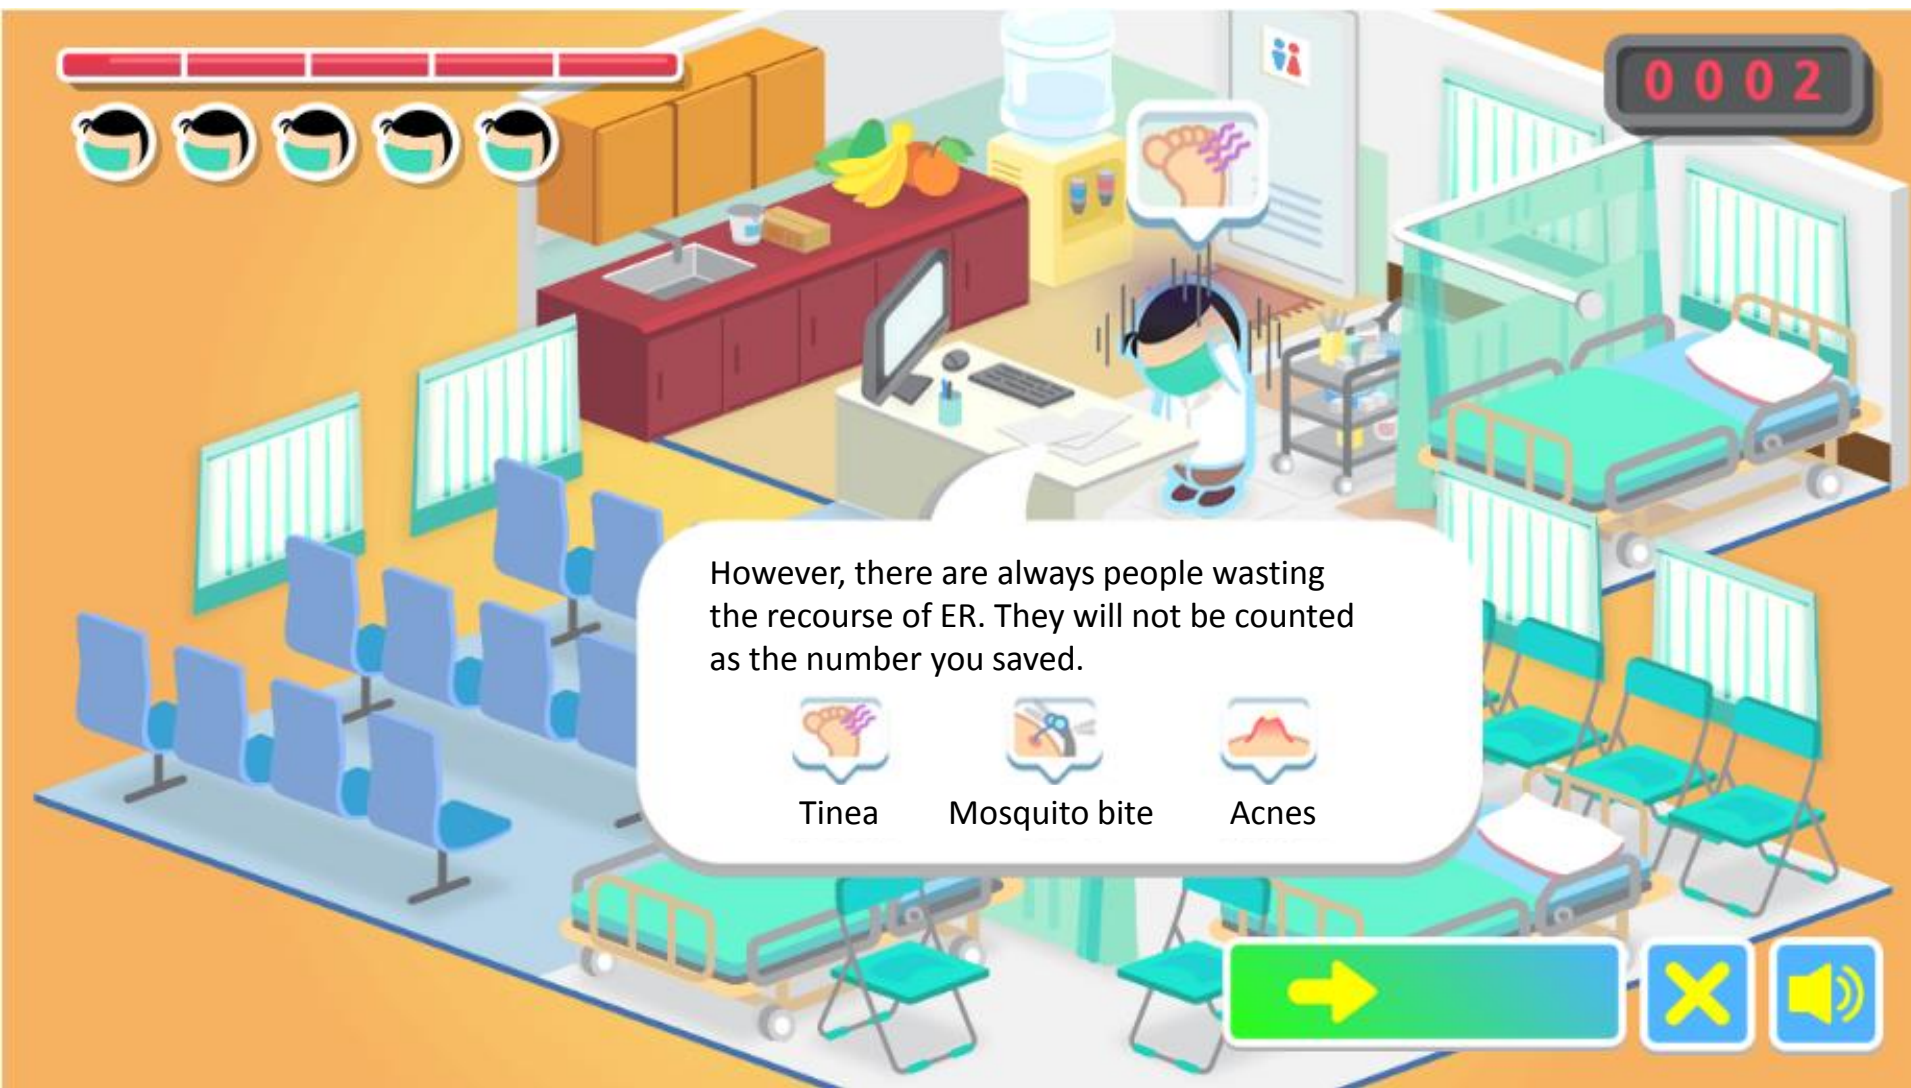 0002
However, there are always people wasting
the recourse of ER. They will not be counted
as the number you saved.
Tinea Mosquito bite Acnes